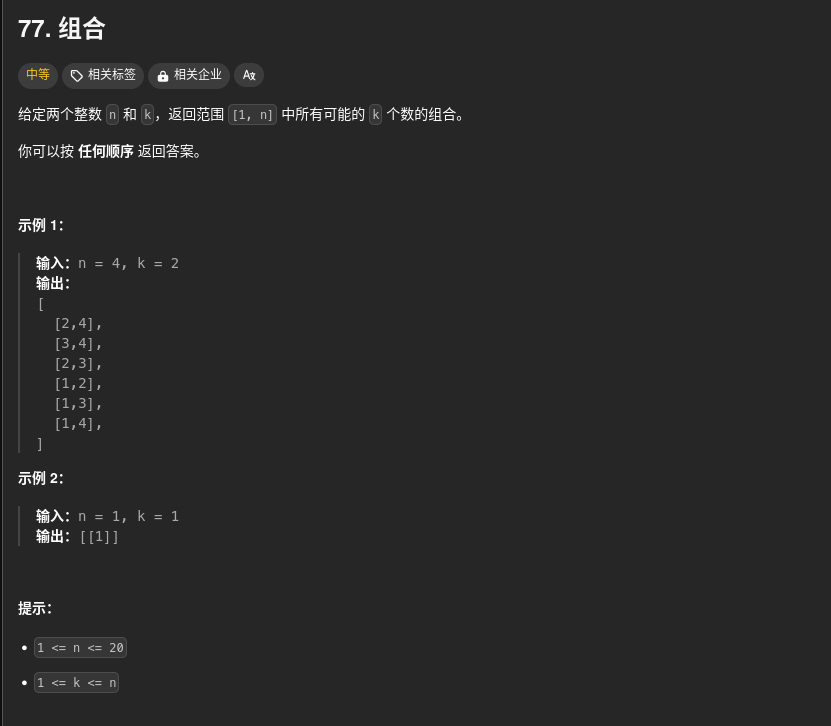 77. 组合
中等 相关标签 相关企业 A文
给定两个整数 n 和 k，返回范围 [1, n] 中所有可能的 k 个数的组合。
你可以按 任何顺序 返回答案。
示例 1：
输入：n = 4, k = 2
输出：
[
[2,4],
[3,4],
[2,3],
[1,2],
[1,3],
[1,4],
]
示例 2：
输入：n = 1, k = 1
输出：[[1]]
提示：
• 1 <= n <= 20
• 1 <= k <= n